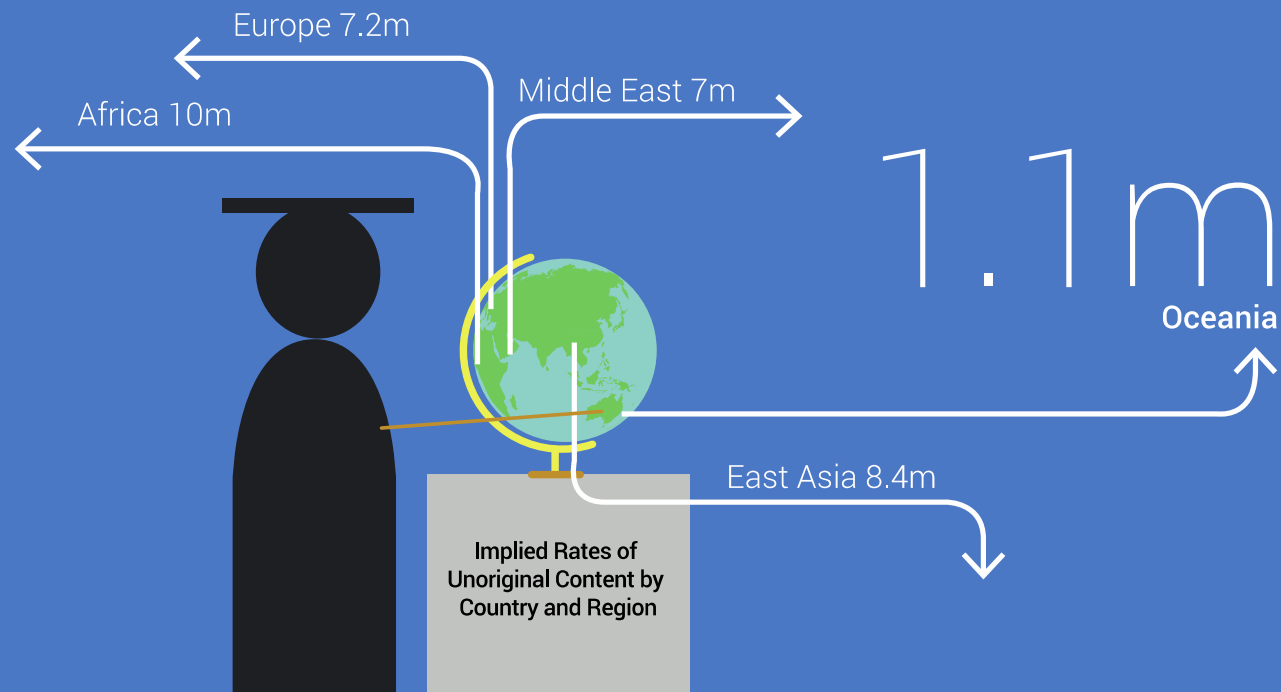 Europe 7.2m
Middle East 7m
Africa 10m
1.1m
Oceania
East Asia 8.4m
Implied Rates of
Unoriginal Content by
Country and Region